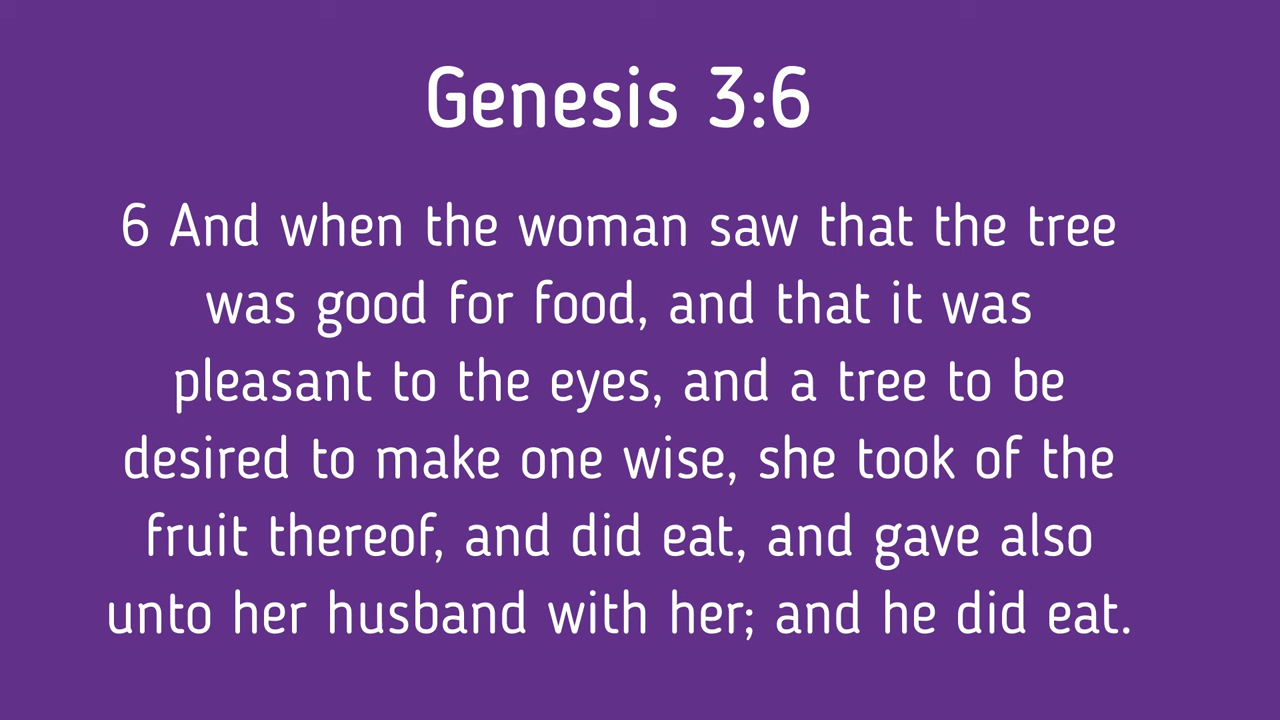 Genesis 3:6
6 And when the woman saw that the tree
was good for food, and that it was
pleasant to the eyes, and a tree to be
desired to make one wise, she took of the
fruit thereof, and did eat, and gave also
unto her husband with her; and he did eat.